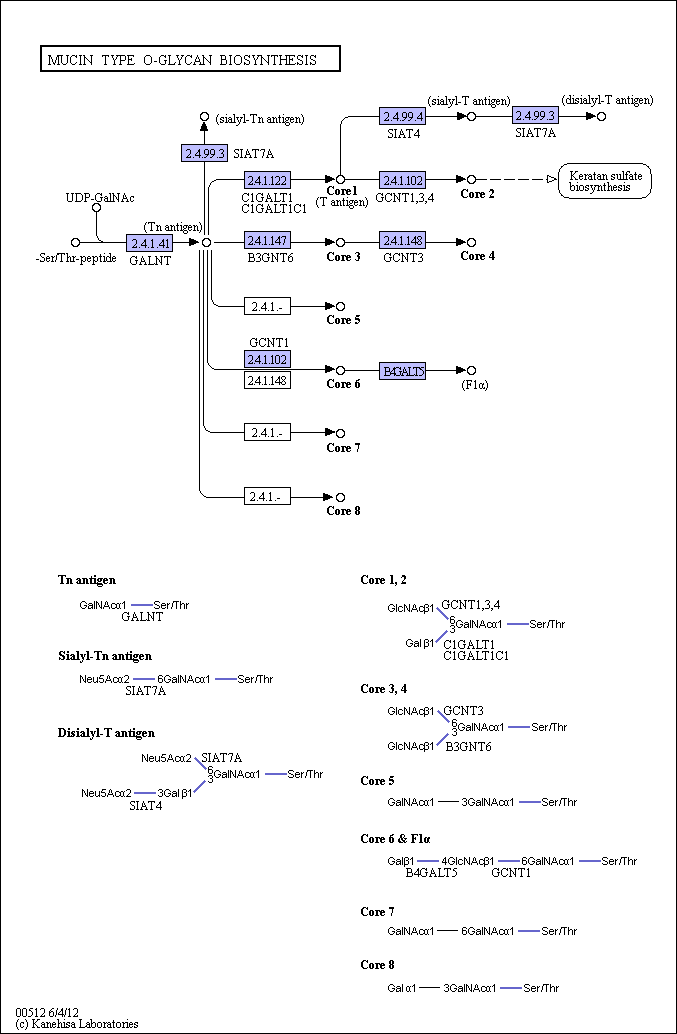 MUCIN TYPE O-GLYCAN BIOSYNTHESIS
(sialyl-T antigen)
(disialyl-T antigen)
(sialyl-Tn antigen)
2.4.99.4
2.4.99.3
SIAT4
SIAT7A
2.4.99.3
SIAT7A
2.4.1.122
Core1
2.4.1.102
Core 2
Keratan sulfate
biosynthesis
C1GALT1
C1GALT1C1
(T antigen)
GCNT1,3,4
UDP-GalNAc
(Tn antigen)
2.4.1.41
2.4.1.147
2.4.1.148
-Ser/Thr-peptide
GALNT
B3GNT6
Core 3
GCNT3
Core 4
2.4.1.-
Core 5
GCNT1
2.4.1.102
2.4.1.148
Core 6
B4GALT5
(F1α)
2.4.1.-
Core 7
2.4.1.-
Core 8
Tn antigen
GalNAcα1
Ser/Thr
GALNT
Sialyl-Tn antigen
Neu5Acα2
6GalNAcα1
Ser/Thr
SIAT7A
Disialyl-T antigen
Neu5Acα2
SIAT7A
6
3GalNAcα1
Ser/Thr
Neu5Acα2
3Gal β1
SIAT4
Core 1, 2
GlcNAcβ1
GCNT1,3,4
6
3GalNAcα1
Ser/Thr
Gal β1
C1GALT1
C1GALT1C1
Core 3, 4
GlcNAcβ1
GCNT3
6
3GalNAcα1
Ser/Thr
GlcNAcβ1
B3GNT6
Core 5
GalNAcα1
3GalNAcα1
Ser/Thr
Core 6 & F1α
Galβ1
4GlcNAcβ1
6GalNAcα1
Ser/Thr
B4GALT5
GCNT1
Core 7
GalNAcα1
6GalNAcα1
Ser/Thr
Core 8
Gal α1
3GalNAcα1
Ser/Thr
00512 6/4/12
(c) Kanehisa Laboratories